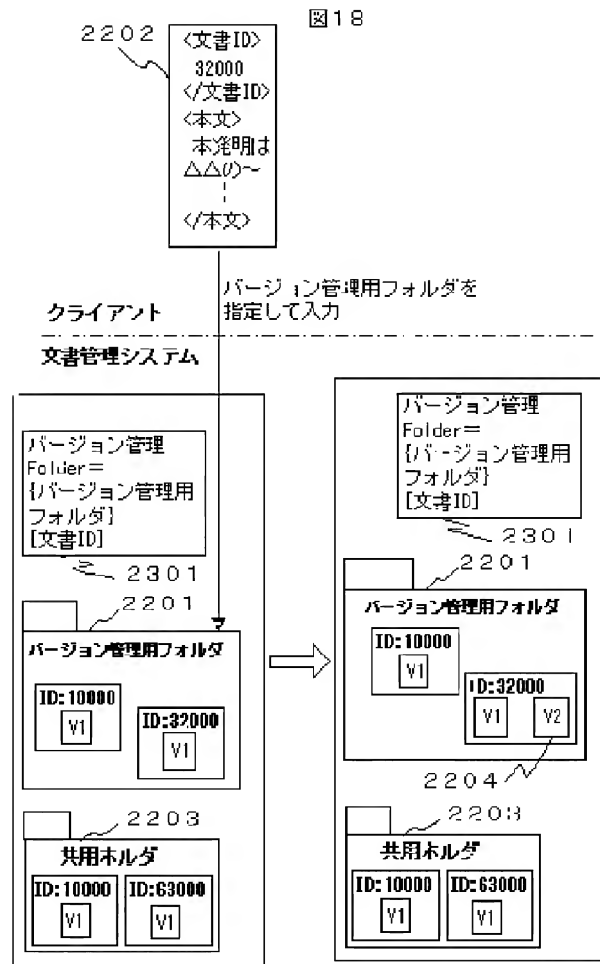 図18
2202
<文書ID>
32000
</文書ID>
<本文>
本発明は
△△の～
</本文>
バージョン管理用フォルダを
指定して入力
クライアント
文書管理システム
バージョン管理
Folder=
{バージョン管理用
フォルダ}
[文書ID]
2301
2201
バージョン管理用フォルダ
ID:10000
V1
ID:32000
V1
2203
共用ホルダ
ID:10000
V1
ID:63000
V1
バージョン管理
Folder=
{バージョン管理用
フォルダ}
[文書ID]
2301
2201
バージョン管理用フォルダ
ID:10000
V1
ID:32000
V1
V2
2204
2203
共用ホルダ
ID:10000
V1
ID:63000
V1